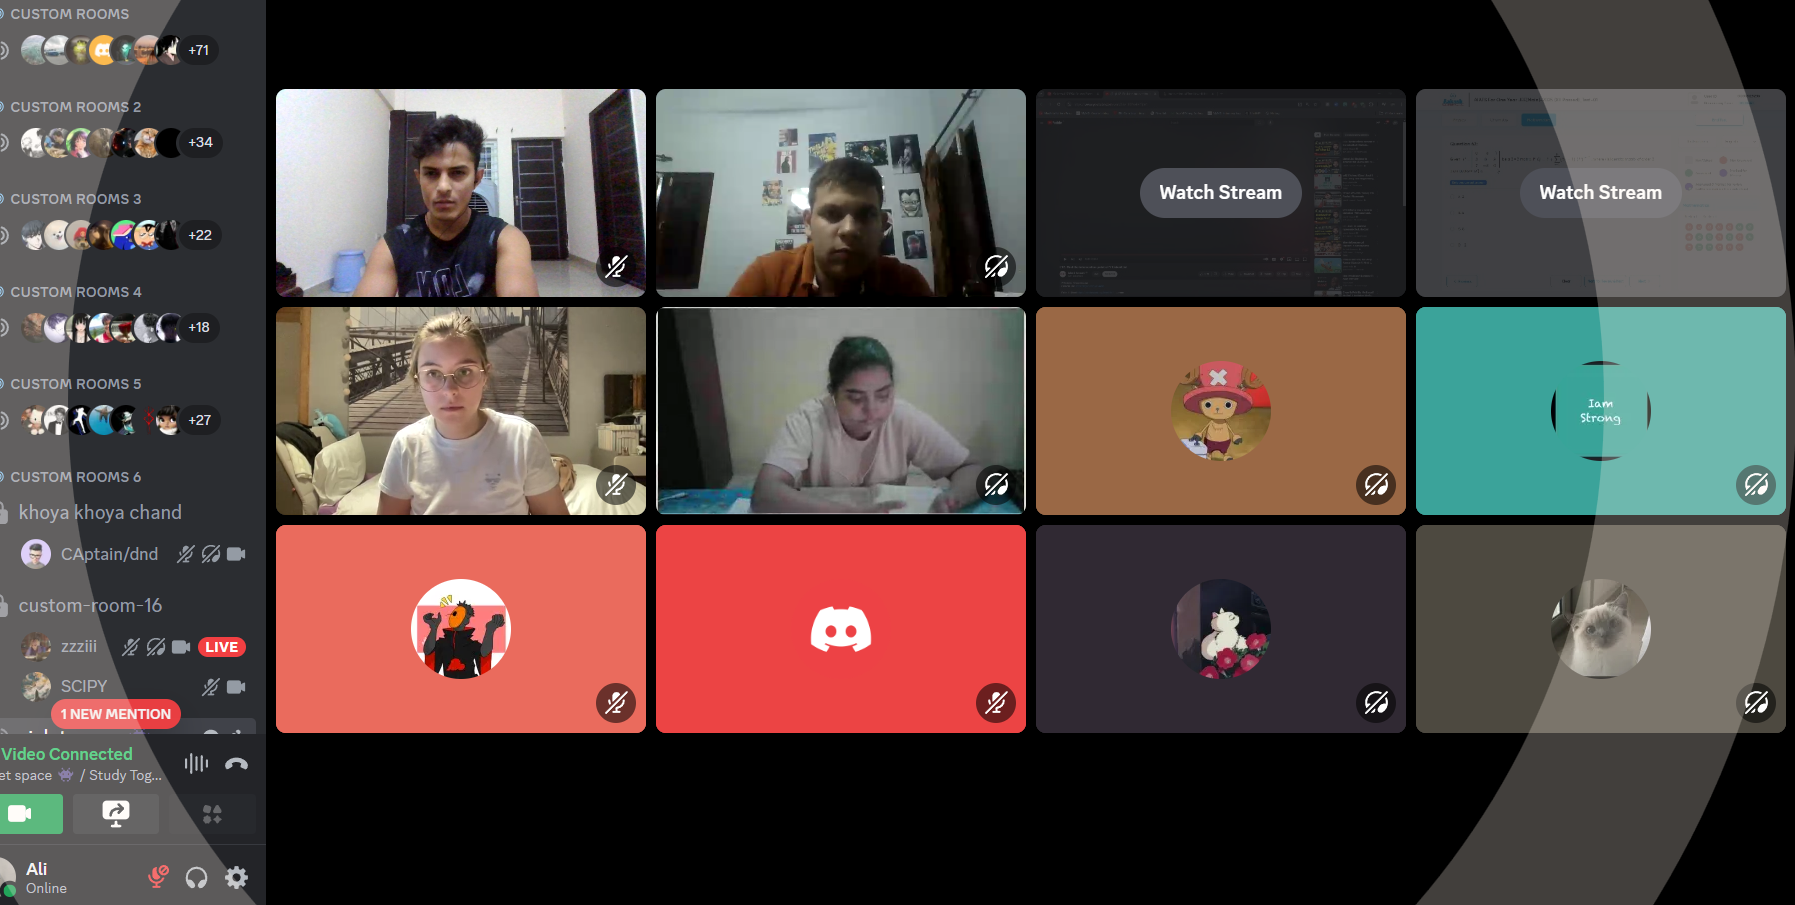 CUSTOM ROOMS
+71
CUSTOM ROOMS 2
+34
CUSTOM ROOMS 3
+22
CUSTOM ROOMS 4
+18
CUSTOM ROOMS 5
+27
CUSTOM ROOMS 6
khoya khoya chand
CAptain/dnd
custom-room-16
zzziii LIVE
SCIPY
1 NEW MENTION
Video Connected
et space 👾 / Study Tog...
Ali
Online
Watch Stream
Watch Stream
Iam
Strong